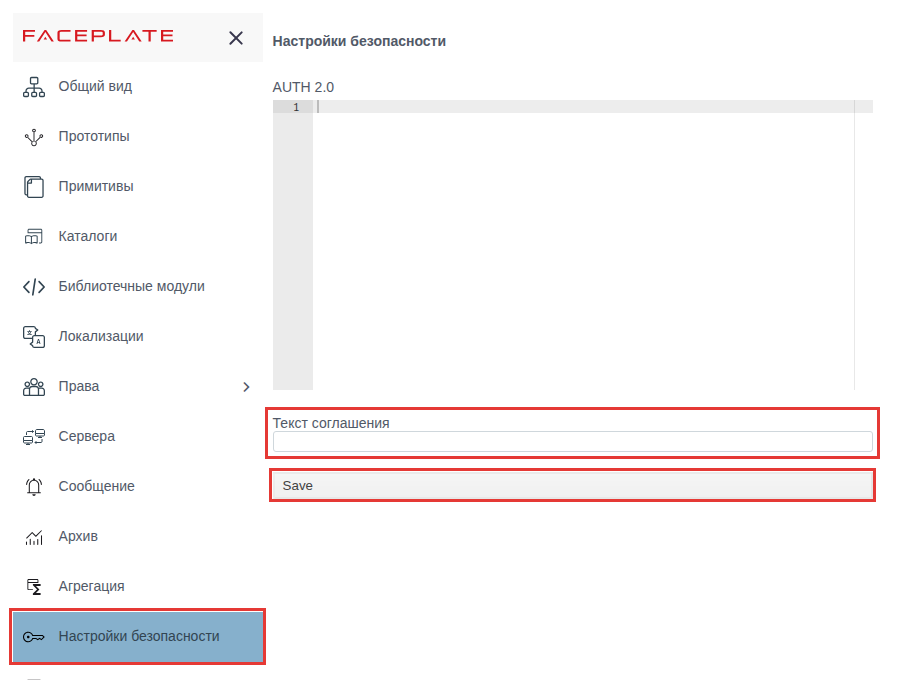 FACEPLATE
Общий вид
Прототипы
Примитивы
Каталоги
Библиотечные модули
Локализации
Права
Сервера
Сообщение
Архив
Агрегация
Настройки безопасности
Настройки безопасности
AUTH 2.0
1
Текст соглашения
Save